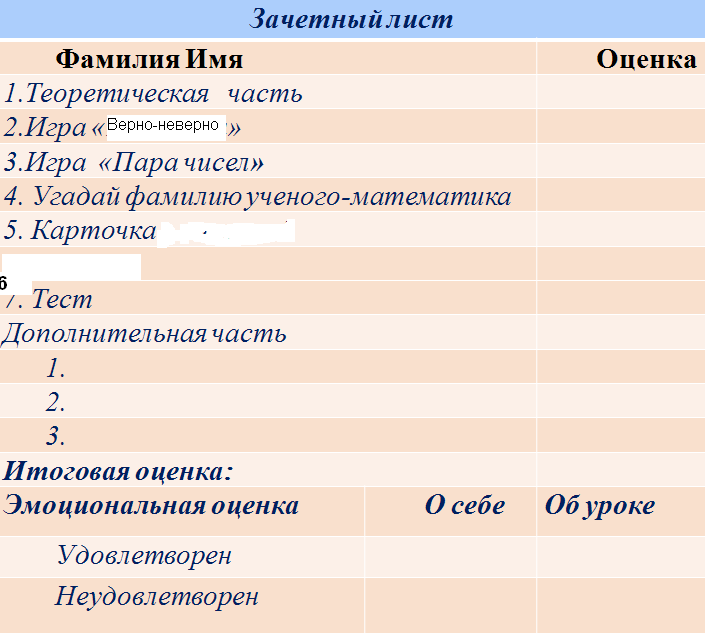 Зачетный лист
Фамилия Имя Оценка
1.Теоретическая часть
2.Игра «Верно-неверно»
3.Игра «Пара чисел»
4. Угадай фамилию ученого-математика
5. Карточка
6
7. Тест
Дополнительная часть
1.
2.
3.
Итоговая оценка:
Эмоциональная оценка О себе Об уроке
Удовлетворен
Неудовлетворен